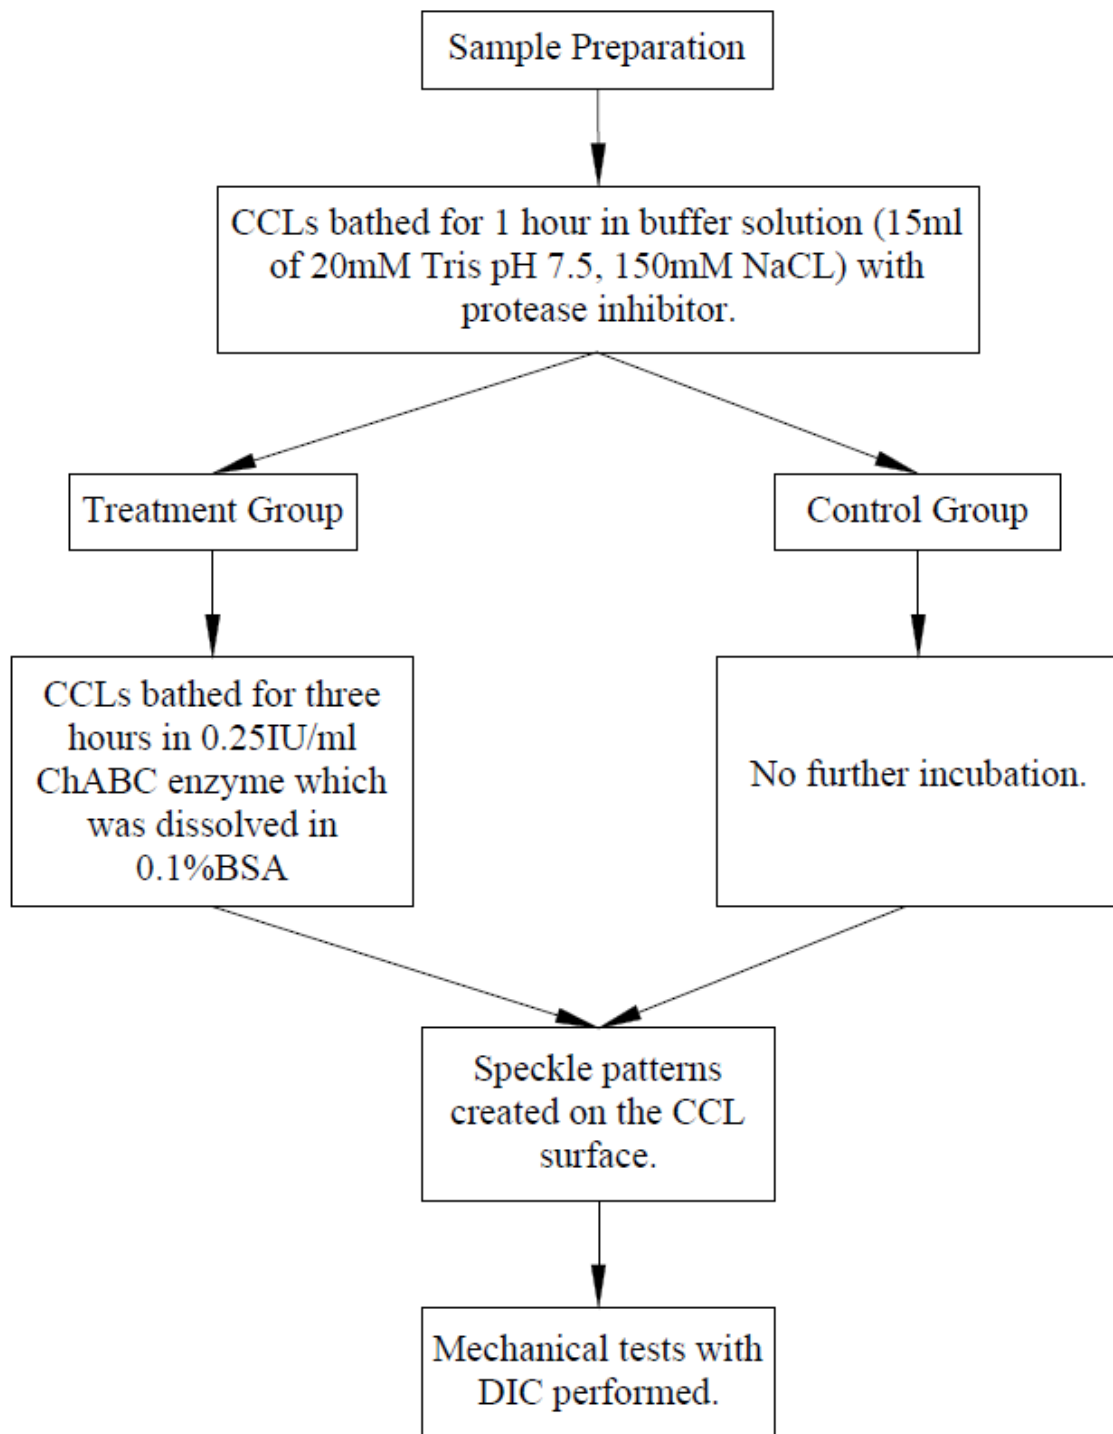 Sample Preparation
CCLs bathed for 1 hour in buffer solution (15ml
of 20mM Tris pH 7.5, 150mM NaCL) with
protease inhibitor.
Treatment Group
Control Group
CCLs bathed for three
hours in 0.25IU/ml
ChABC enzyme which
was dissolved in
0.1%BSA
No further incubation.
Speckle patterns
created on the CCL
surface.
Mechanical tests with
DIC performed.